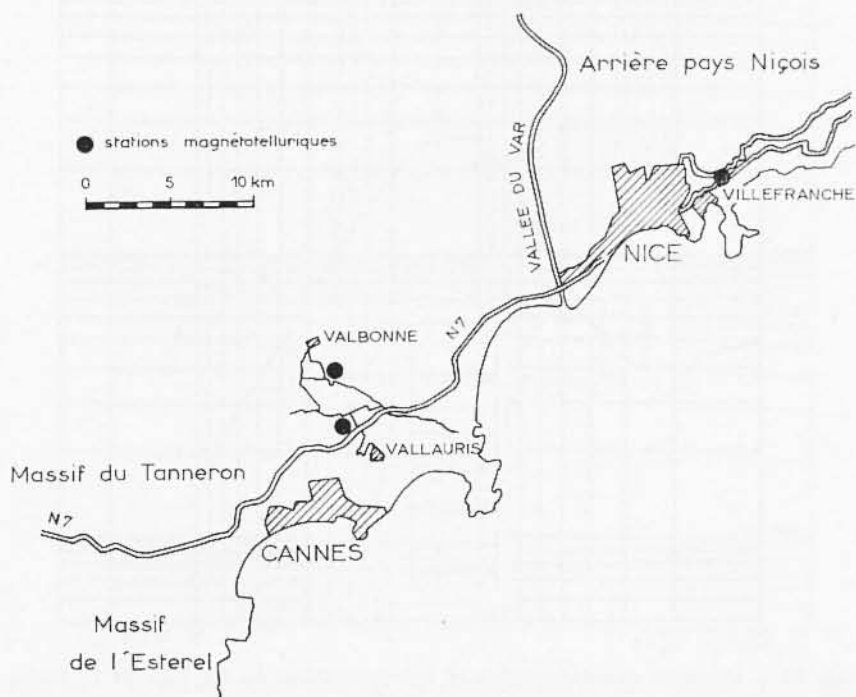 Arrière pays Niçois
stations magnétotelluriques
0 5 10 km
VALLEE DU VAR
VILLEFRANCHE
NICE
N7
VALBONNE
VALLAURIS
Massif du Tanneron
N7
CANNES
Massif
de l'Esterel